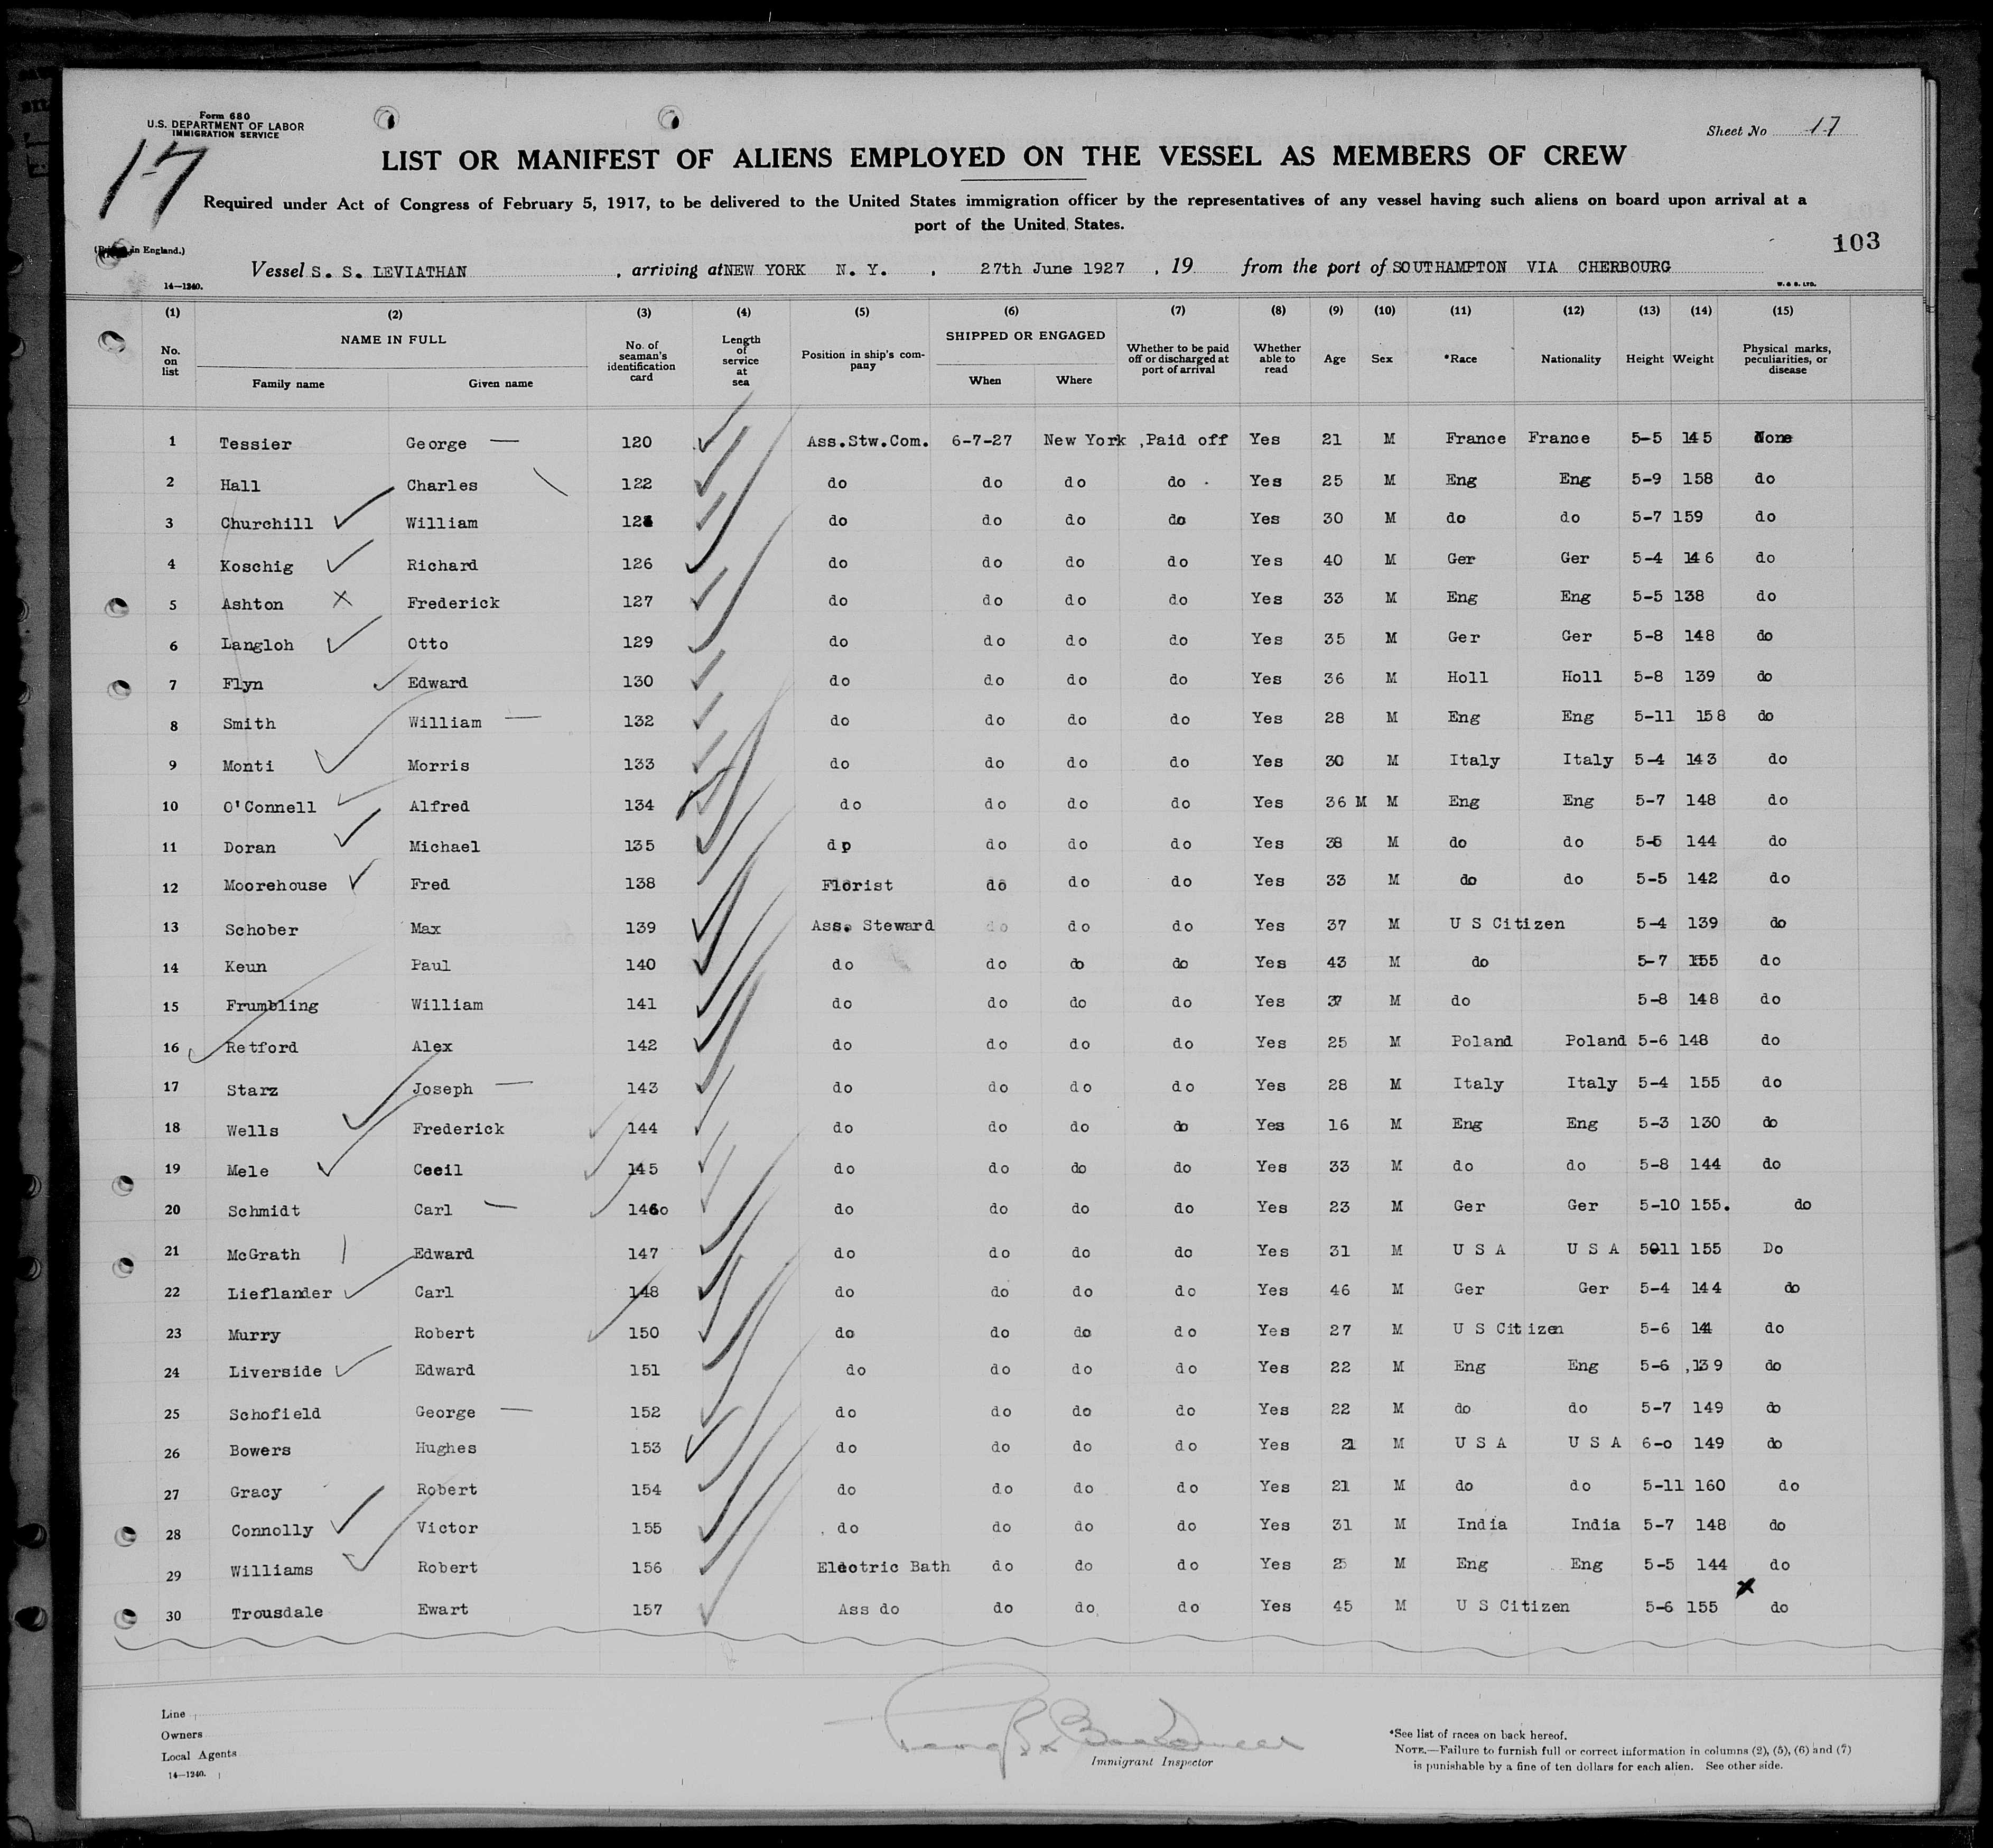 Form 680
U.S. DEPARTMENT OF LABOR
IMMIGRATION SERVICE
17
Sheet No 17
LIST OR MANIFEST OF ALIENS EMPLOYED ON THE VESSEL AS MEMBERS OF CREW
Required under Act of Congress of February 5, 1917, to be delivered to the United States immigration officer by the representatives of any vessel having such aliens on board upon arrival at a
port of the United States.
103
in England.)
Vessel S. S. LEVIATHAN , arriving at NEW YORK N. Y. , 27th June 1927 , 19 from the port of SOUTHAMPTON VIA CHERBOURG
14—1240. W. & S. LTD.
(1) (2) (3) (4) (5) (6) (7) (8) (9) (10) (11) (12) (13) (14) (15)
No. on list NAME IN FULL Family name Given name No. of seaman's identification card Length of service at sea Position in ship's company SHIPPED OR ENGAGED When Where Whether to be paid off or discharged at port of arrival Whether able to read Age Sex *Race Nationality Height Weight Physical marks, peculiarities, or disease
1 Tessier George — 120 Ass.Stw.Com. 6-7-27 New York ,Paid off Yes 21 M France France 5-5 145 None
2 Hall Charles 122 do do do do . Yes 25 M Eng Eng 5-9 158 do
3 Churchill William do do do do Yes 30 M do do 5-7 159 do
4 Koschig Richard 126 do do do do Yes 40 M Ger Ger 5-4 146 do
5 Ashton X Frederick 127 do do do do Yes 33 M Eng Eng 5-5 138 do
6 Langloh Otto 129 do do do do Yes 35 M Ger Ger 5-8 148 do
7 Flyn Edward 130 do do do do Yes 36 M Holl Holl 5-8 139 do
8 Smith William — 132 do do do do Yes 28 M Eng Eng 5-11 158 do
9 Monti Morris 133 do do do do Yes 30 M Italy Italy 5-4 143 do
10 O'Connell Alfred 134 do do do do Yes 36 M M Eng Eng 5-7 148 do
11 Doran Michael 135 dp do do do Yes 38 M do do 5-5 144 do
12 Moorehouse Fred 138 Florist do do do Yes 33 M do do 5-5 142 do
13 Schober Max 139 Ass. Steward do do do Yes 37 M U S Citizen 5-4 139 do
14 Keun Paul 140 do do do do Yes 43 M do 5-7 155 do
15 Frumbling William 141 do do do do Yes 37 M do 5-8 148 do
16 Retford Alex 142 do do do do Yes 25 M Poland Poland 5-6 148 do
17 Starz Joseph — 143 do do do do Yes 28 M Italy Italy 5-4 155 do
18 Wells Frederick 144 do do do do Yes 16 M Eng Eng 5-3 130 do
19 Mele Cecil 145 do do do do Yes 33 M do do 5-8 144 do
20 Schmidt Carl — do do do do Yes 23 M Ger Ger 5-10 155. do
21 McGrath Edward 147 do do do do Yes 31 M U S A U S A 5011 155 Do
22 Lieflander Carl 148 do do do do Yes 46 M Ger Ger 5-4 144 do
23 Murry Robert 150 do do do do Yes 27 M U S Citizen 5-6 14 do
24 Liverside Edward 151 do do do do Yes 22 M Eng Eng 5-6 ,139 do
25 Schofield George — 152 do do do do Yes 22 M do do 5-7 149 do
26 Bowers Hughes 153 do do do do Yes 21 M U S A U S A 6-0 149 do
27 Gracy Robert 154 do do do do Yes 21 M do do 5-11 160 do
28 Connolly Victor 155 . do do do do Yes 31 M India India 5-7 148 do
29 Williams Robert 156 Electric Bath do do do Yes 25 M Eng Eng 5-5 144 do
30 Trousdale Ewart 157 Ass do do do do Yes 45 M U S Citizen 5-6 155 x do
Line
Owners
Local Agents
14—1240.
Immigrant Inspector
*See list of races on back hereof.
NOTE.—Failure to furnish full or correct information in columns (2), (5), (6) and (7)
is punishable by a fine of ten dollars for each alien. See other side.